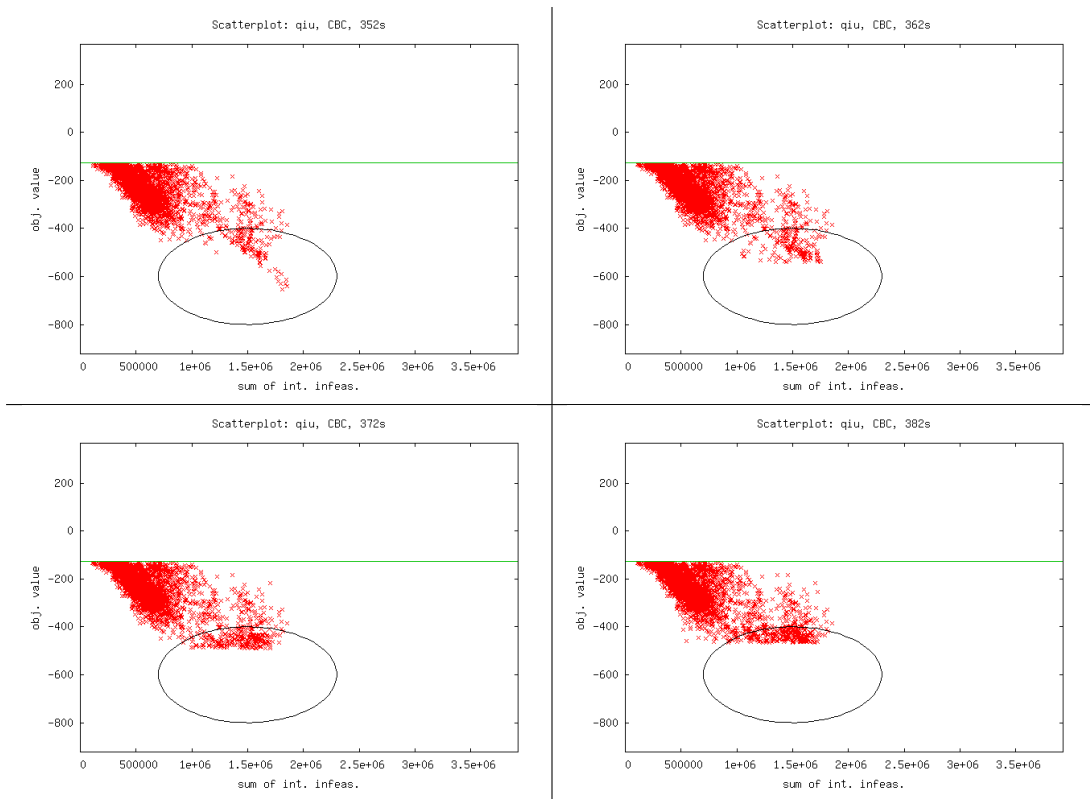 Scatterplot: qiu, CBC, 352s
200
0
-200
-400
-600
-800
obj. value
0 500000 1e+06 1.5e+06 2e+06 2.5e+06 3e+06 3.5e+06
sum of int. infeas.
Scatterplot: qiu, CBC, 362s
200
0
-200
-400
-600
-800
obj. value
0 500000 1e+06 1.5e+06 2e+06 2.5e+06 3e+06 3.5e+06
sum of int. infeas.
Scatterplot: qiu, CBC, 372s
200
0
-200
-400
-600
-800
obj. value
0 500000 1e+06 1.5e+06 2e+06 2.5e+06 3e+06 3.5e+06
sum of int. infeas.
Scatterplot: qiu, CBC, 382s
200
0
-200
-400
-600
-800
obj. value
0 500000 1e+06 1.5e+06 2e+06 2.5e+06 3e+06 3.5e+06
sum of int. infeas.